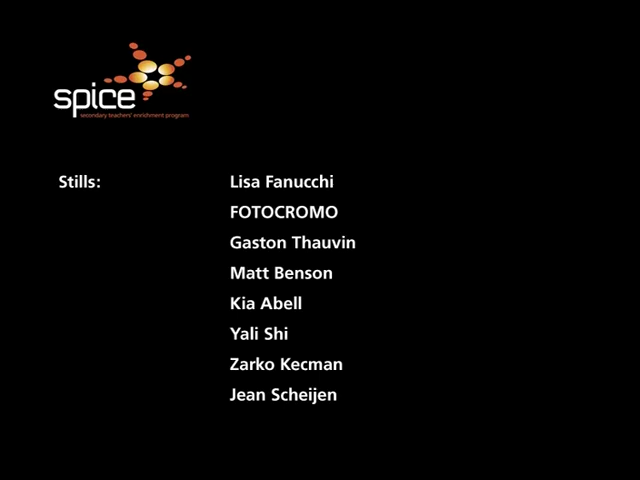 spice
secondary teachers' enrichment program
Stills:
Lisa Fanucchi
FOTOCROMO
Gaston Thauvin
Matt Benson
Kia Abell
Yali Shi
Zarko Kecman
Jean Scheijen